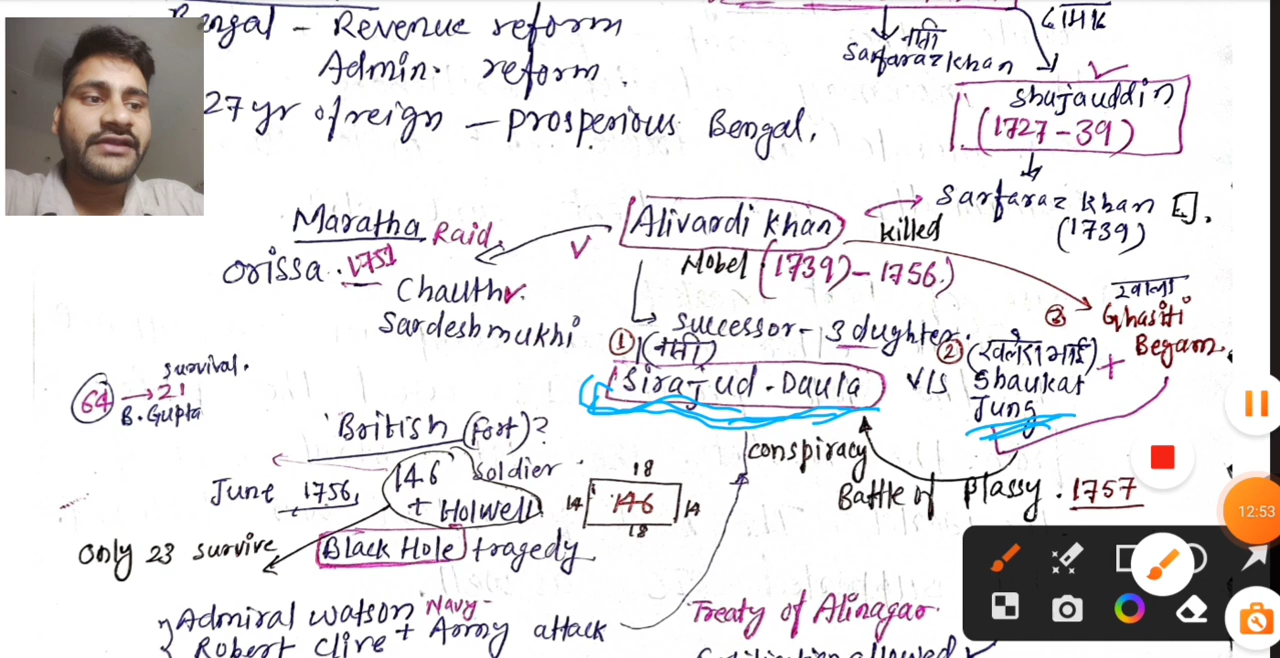 Bengal - Revenue reform
Admin. reform.
27 yr of reign - prosperious Bengal.
नाती
Sarfaraz khan
दामाद
Shujauddin
(1727-39)
Sarfaraz khan
(1739)
Maratha Raid.
Orissa. 1751
Chauth
Sardeshmukhi
Alivardi Khan
killed
Nobel (1739) - 1756.)
successor - 3 dughter.
① (नाती)
Sirajud-Daula
V/S
②
Shaukat
Jung
+
③ Ghasiti
Begam
survival.
64 → 21
B. Gupta
British (fort)?
June 1756,
146 soldier
+ Holwell
Only 23 survive
Black Hole tragedy
18
14 146 14
18
conspiracy
Battle of Plassy. 1757
Admiral watson Navy-
Robert Clive + Army attack
Treaty of Alinagar.
allowed
12:53